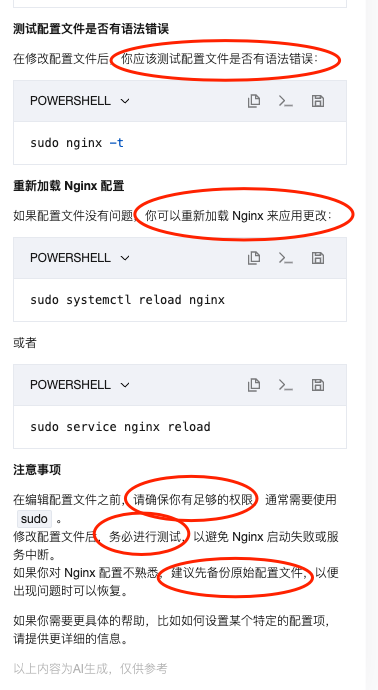 测试配置文件是否有语法错误
在修改配置文件后，你应该测试配置文件是否有语法错误：
POWERSHELL
sudo nginx -t
重新加载 Nginx 配置
如果配置文件没有问题，你可以重新加载 Nginx 来应用更改：
POWERSHELL
sudo systemctl reload nginx
或者
POWERSHELL
sudo service nginx reload
注意事项
在编辑配置文件之前，请确保你有足够的权限，通常需要使用
sudo 。
修改配置文件后，务必进行测试，以避免 Nginx 启动失败或服
务中断。
如果你对 Nginx 配置不熟悉，建议先备份原始配置文件，以便
出现问题时可以恢复。
如果你需要更具体的帮助，比如如何设置某个特定的配置项，
请提供更详细的信息。
以上内容为AI生成，仅供参考